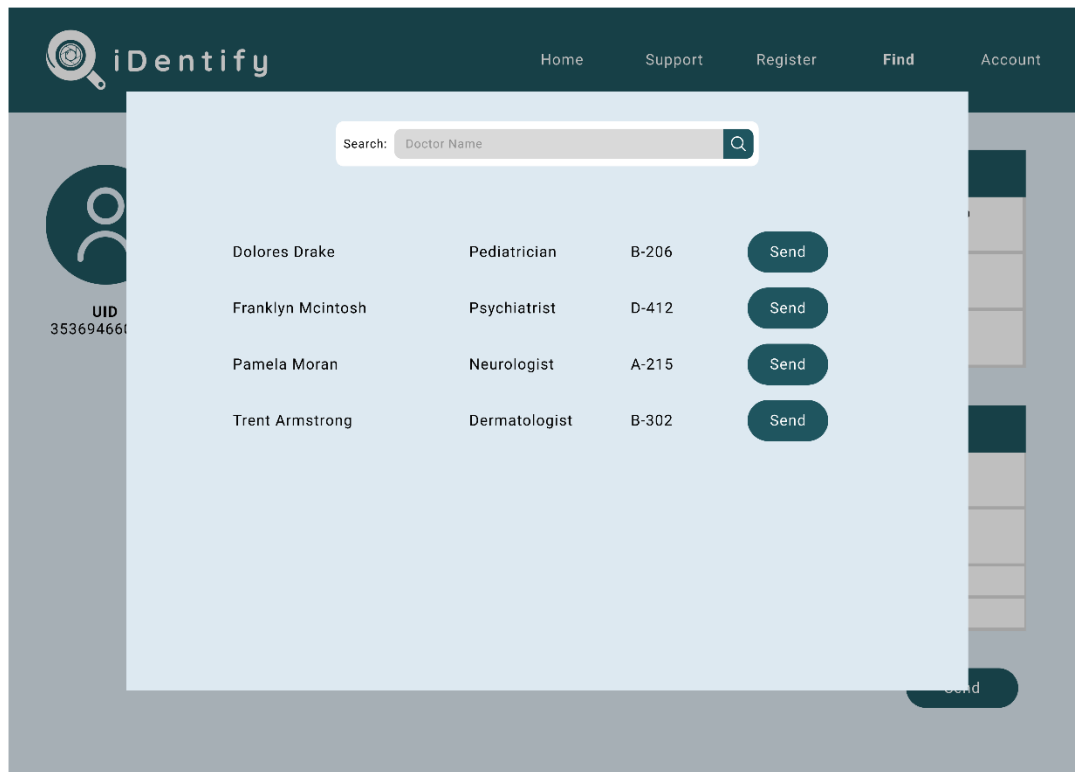 iDentify
Home Support Register Find Account
Search: Doctor Name
Dolores Drake Pediatrician B-206 Send
Franklyn Mcintosh Psychiatrist D-412 Send
Pamela Moran Neurologist A-215 Send
Trent Armstrong Dermatologist B-302 Send
UID